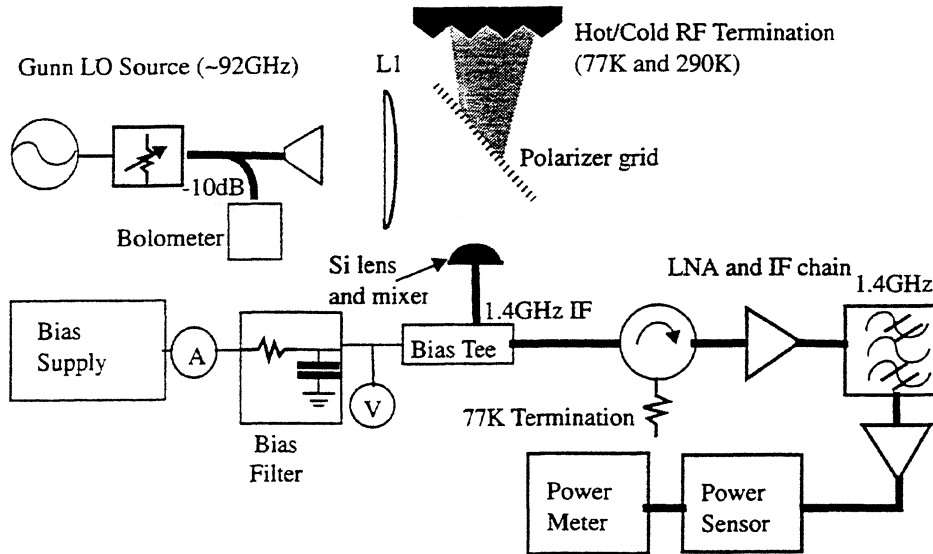 Hot/Cold RF Termination
(77K and 290K)
Gunn LO Source (~92GHz)
L1
Polarizer grid
-10dB
Bolometer
Si lens
and mixer
LNA and IF chain
1.4GHz
1.4GHz IF
Bias
Supply
A
Bias Tee
V
77K Termination
Bias
Filter
Power
Meter
Power
Sensor